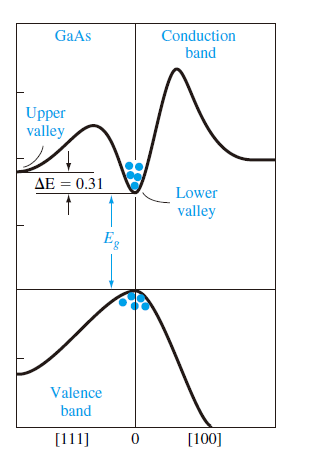 GaAs
Conduction
band
Upper
valley
ΔE = 0.31
Lower
valley
E_g
Valence
band
[111]
0
[100]